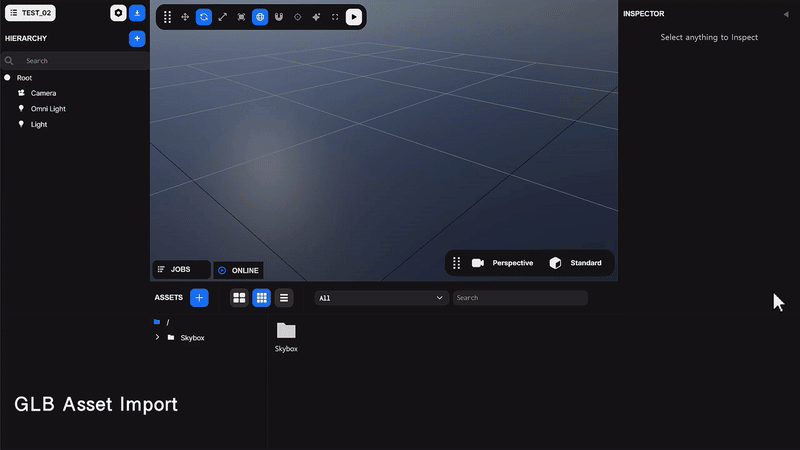 TEST_02
HIERARCHY
Search
Root
Camera
Omni Light
Light
INSPECTOR
Select anything to Inspect
JOBS
ONLINE
Perspective
Standard
ASSETS
All
Search
/
Skybox
Skybox
GLB Asset Import